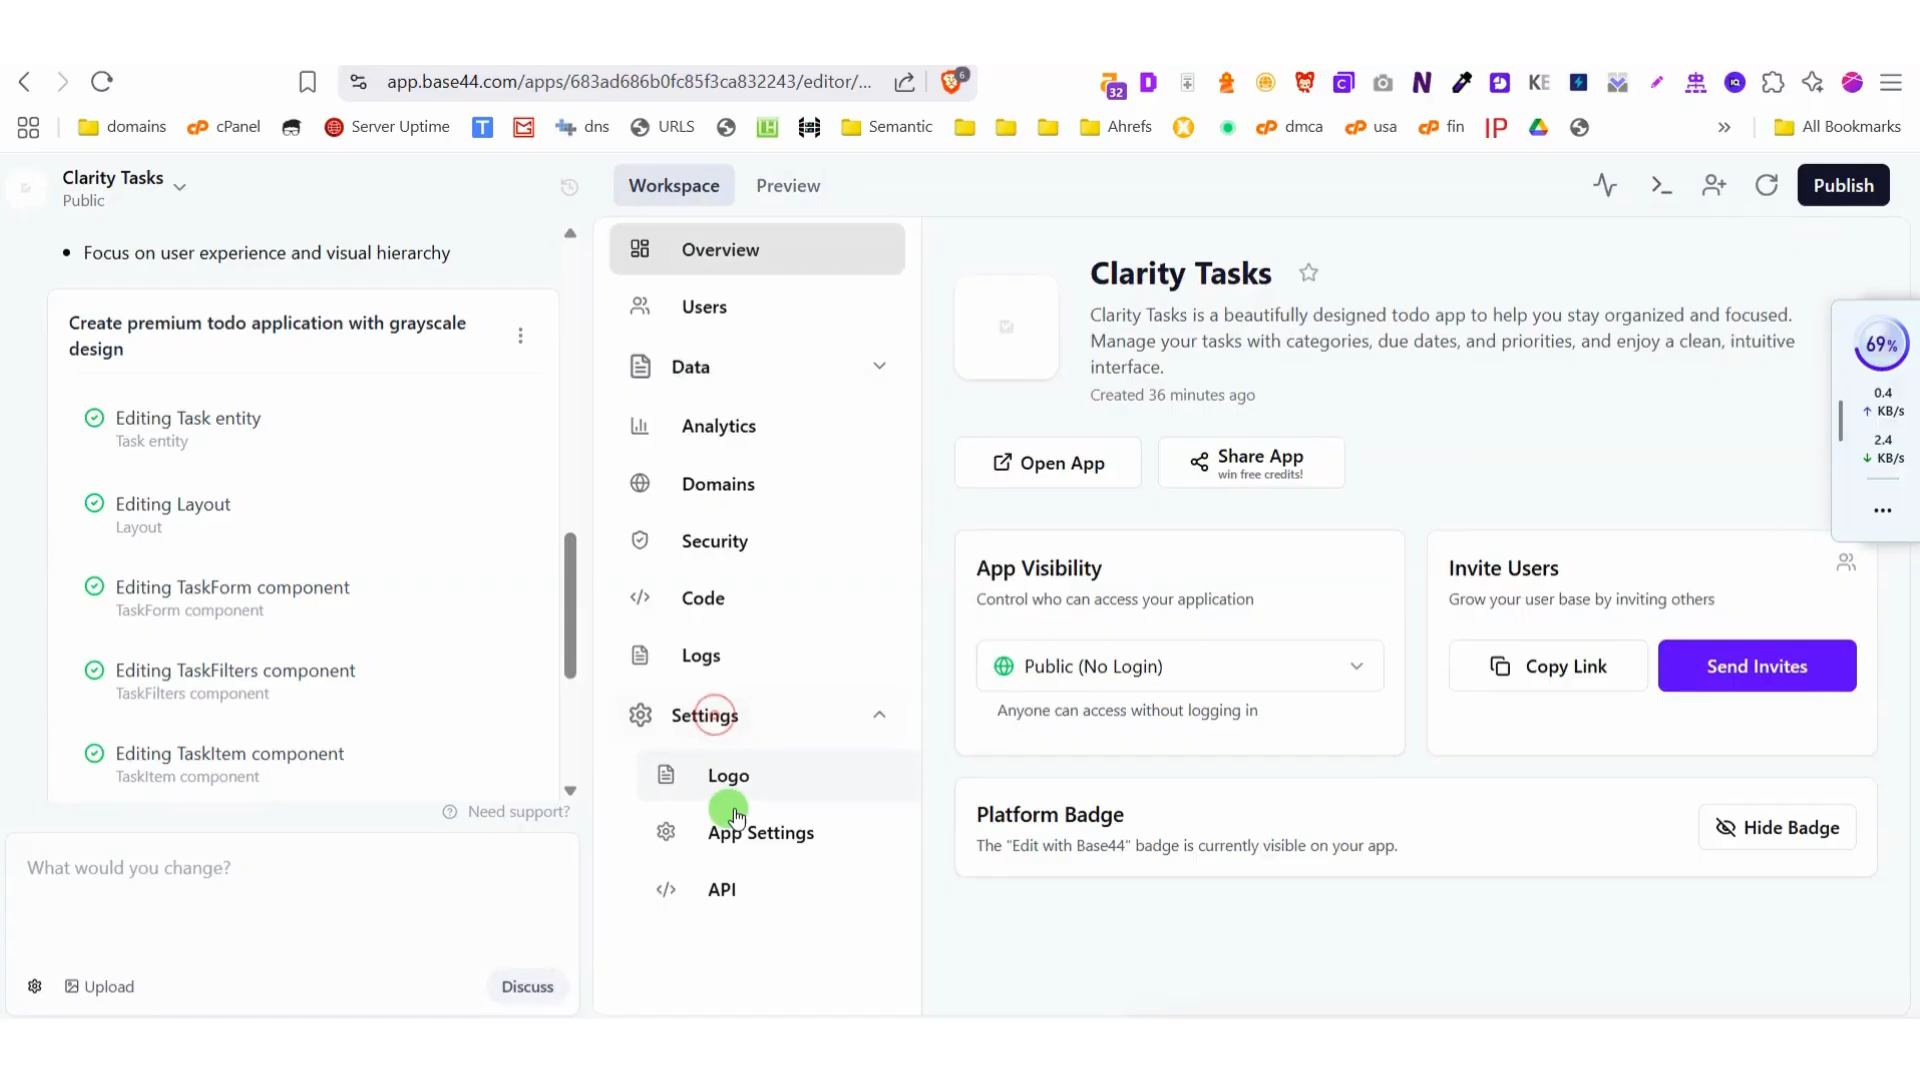 app.base44.com/apps/683ad686b0fc85f3ca832243/editor/...
6
32
KE
domains
cPanel
Server Uptime
T
dns
URLS
Semantic
Ahrefs
dmca
usa
fin
All Bookmarks
Clarity Tasks
Public
Workspace
Preview
Publish
Focus on user experience and visual hierarchy
Create premium todo application with grayscale
design
Editing Task entity
Task entity
Editing Layout
Layout
Editing TaskForm component
TaskForm component
Editing TaskFilters component
TaskFilters component
Editing TaskItem component
TaskItem component
Need support?
What would you change?
Upload
Discuss
Overview
Users
Data
Analytics
Domains
Security
Code
Logs
Settings
Logo
App Settings
API
Clarity Tasks
Clarity Tasks is a beautifully designed todo app to help you stay organized and focused.
Manage your tasks with categories, due dates, and priorities, and enjoy a clean, intuitive
interface.
Created 36 minutes ago
Open App
Share App
win free credits!
App Visibility
Control who can access your application
Public (No Login)
Anyone can access without logging in
Invite Users
Grow your user base by inviting others
Copy Link
Send Invites
Platform Badge
The "Edit with Base44" badge is currently visible on your app.
Hide Badge
69%
0.4
↑ KB/s
2.4
↓ KB/s
...